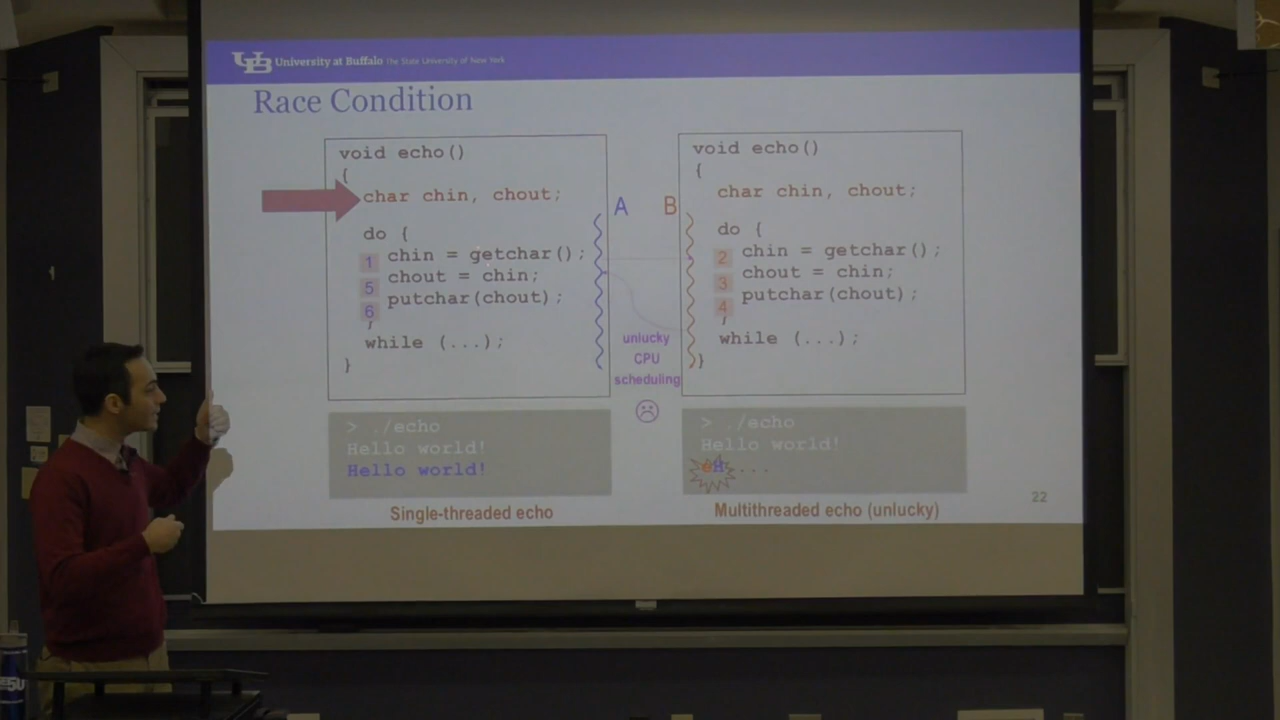 UB University at Buffalo The State University of New York
Race Condition
void echo()
{
char chin, chout;
do {
1 chin = getchar();
5 chout = chin;
6 putchar(chout);
}
while (...);
}
A
B
unlucky
CPU
scheduling
void echo()
{
char chin, chout;
do {
2 chin = getchar();
3 chout = chin;
4 putchar(chout);
}
while (...);
}
> ./echo
Hello world!
Hello world!
Single-threaded echo
> ./echo
Hello world!
eH...
Multithreaded echo (unlucky)
22